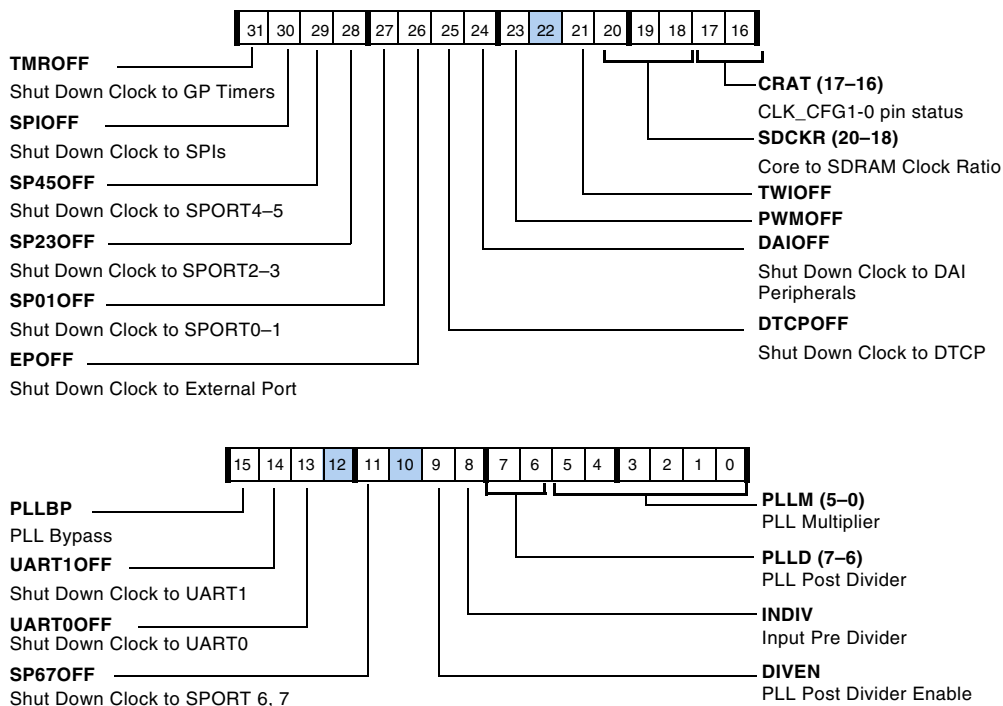 31 30 29 28 27 26 25 24 23 22 21 20 19 18 17 16
TMROFF
Shut Down Clock to GP Timers
SPIOFF
Shut Down Clock to SPIs
SP45OFF
Shut Down Clock to SPORT4–5
SP23OFF
Shut Down Clock to SPORT2–3
SP01OFF
Shut Down Clock to SPORT0–1
EPOFF
Shut Down Clock to External Port
CRAT (17–16)
CLK_CFG1-0 pin status
SDCKR (20–18)
Core to SDRAM Clock Ratio
TWIOFF
PWMOFF
DAIOFF
Shut Down Clock to DAI
Peripherals
DTCPOFF
Shut Down Clock to DTCP
15 14 13 12 11 10 9 8 7 6 5 4 3 2 1 0
PLLBP
PLL Bypass
UART1OFF
Shut Down Clock to UART1
UART0OFF
Shut Down Clock to UART0
SP67OFF
Shut Down Clock to SPORT 6, 7
PLLM (5–0)
PLL Multiplier
PLLD (7–6)
PLL Post Divider
INDIV
Input Pre Divider
DIVEN
PLL Post Divider Enable